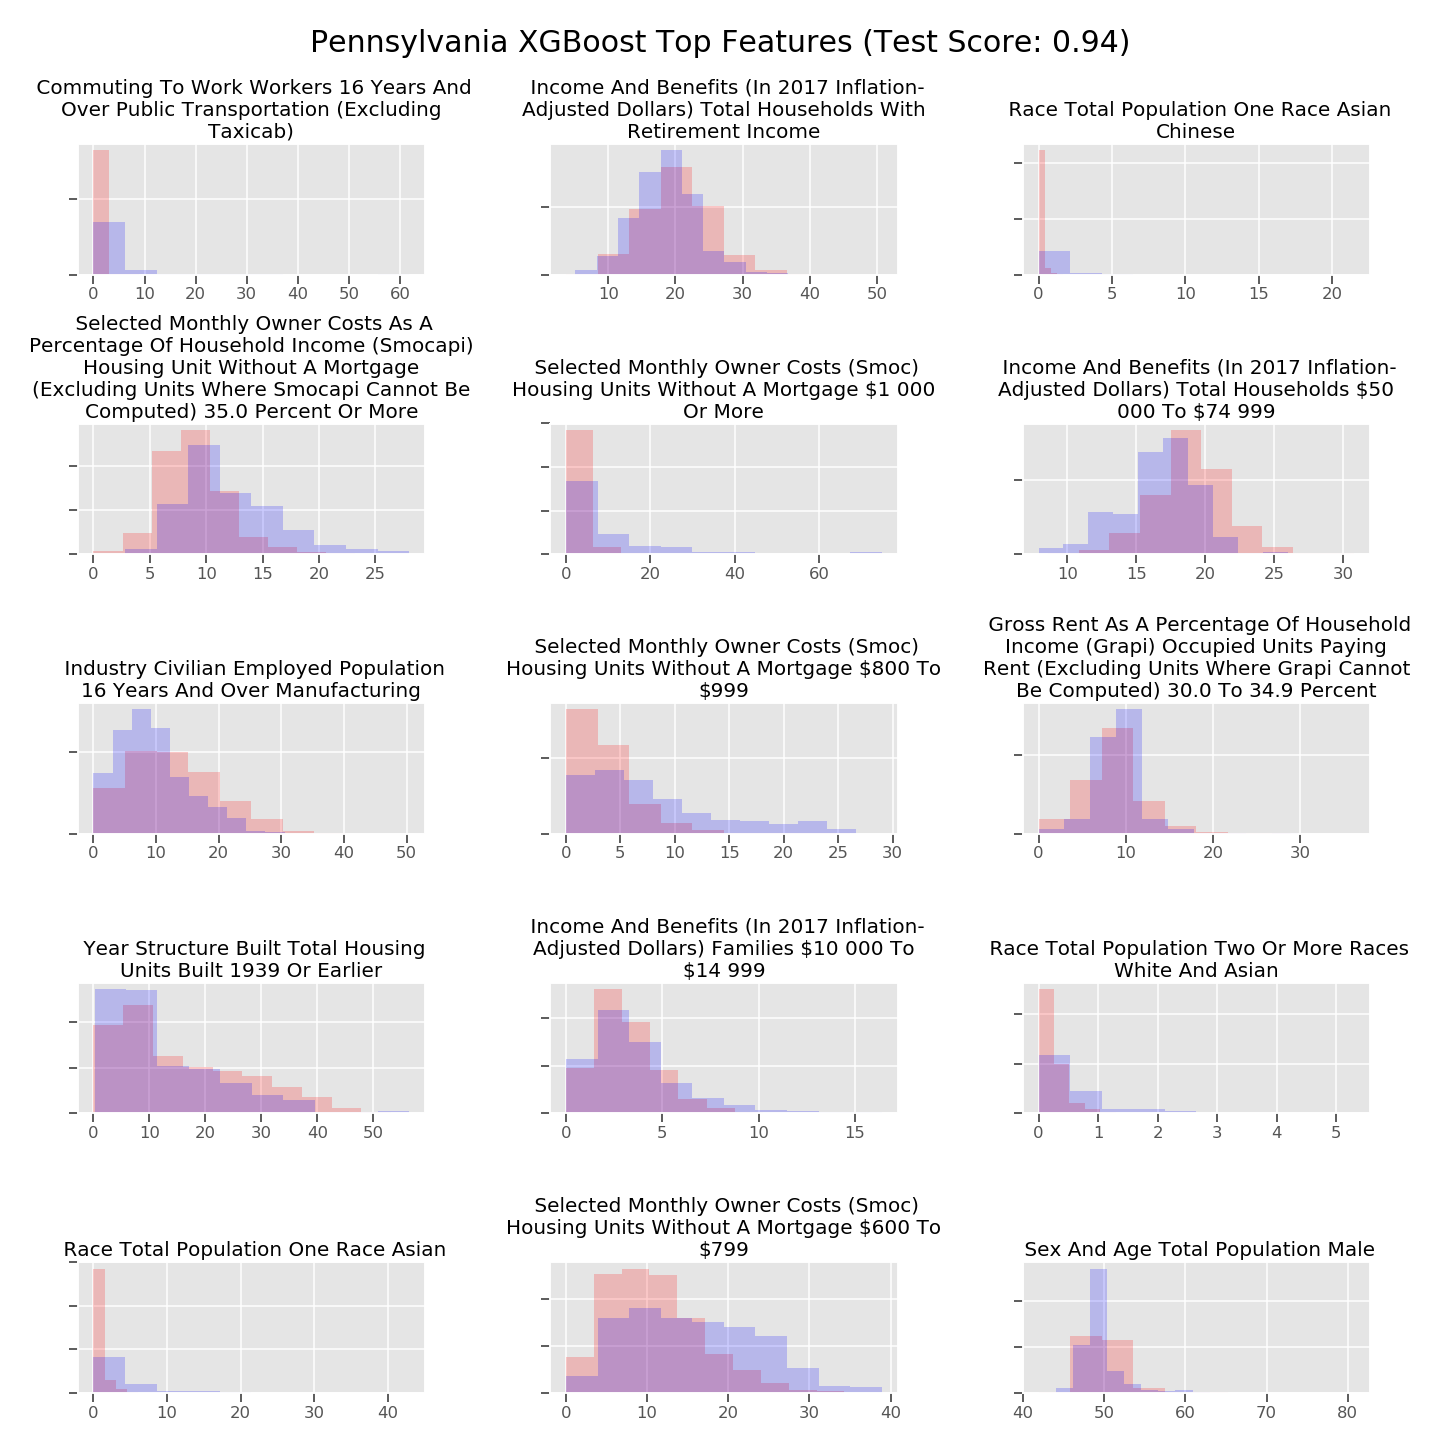 Pennsylvania XGBoost Top Features (Test Score: 0.94)
Commuting To Work Workers 16 Years And
Over Public Transportation (Excluding
Taxicab)
0 10 20 30 40 50 60
Income And Benefits (In 2017 Inflation-
Adjusted Dollars) Total Households With
Retirement Income
10 20 30 40 50
Race Total Population One Race Asian
Chinese
0 5 10 15 20
Selected Monthly Owner Costs As A
Percentage Of Household Income (Smocapi)
Housing Unit Without A Mortgage
(Excluding Units Where Smocapi Cannot Be
Computed) 35.0 Percent Or More
0 5 10 15 20 25
Selected Monthly Owner Costs (Smoc)
Housing Units Without A Mortgage $1 000
Or More
0 20 40 60
Income And Benefits (In 2017 Inflation-
Adjusted Dollars) Total Households $50
000 To $74 999
10 15 20 25 30
Industry Civilian Employed Population
16 Years And Over Manufacturing
0 10 20 30 40 50
Selected Monthly Owner Costs (Smoc)
Housing Units Without A Mortgage $800 To
$999
0 5 10 15 20 25 30
Gross Rent As A Percentage Of Household
Income (Grapi) Occupied Units Paying
Rent (Excluding Units Where Grapi Cannot
Be Computed) 30.0 To 34.9 Percent
0 10 20 30
Year Structure Built Total Housing
Units Built 1939 Or Earlier
0 10 20 30 40 50
Income And Benefits (In 2017 Inflation-
Adjusted Dollars) Families $10 000 To
$14 999
0 5 10 15
Race Total Population Two Or More Races
White And Asian
0 1 2 3 4 5
Race Total Population One Race Asian
0 10 20 30 40
Selected Monthly Owner Costs (Smoc)
Housing Units Without A Mortgage $600 To
$799
0 10 20 30 40
Sex And Age Total Population Male
40 50 60 70 80